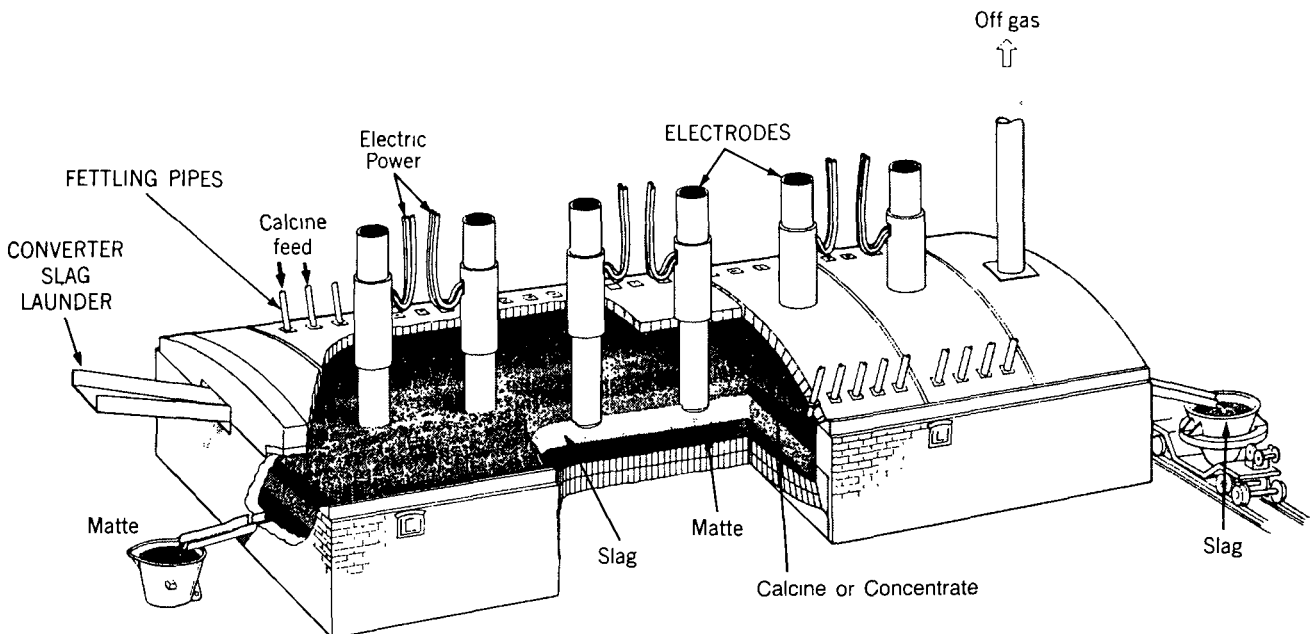 Off gas
ELECTRODES
Electric
Power
FETTLING PIPES
Calcine
feed
CONVERTER
SLAG
LAUNDER
Matte
Slag
Matte
Calcine or Concentrate
Slag